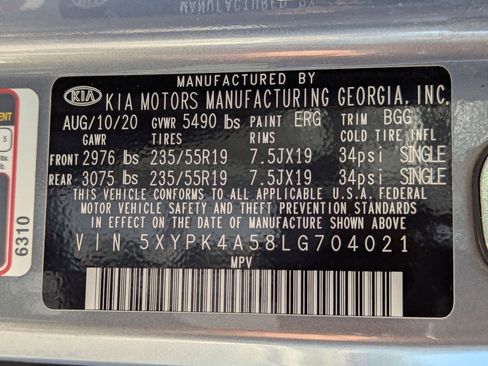 MANUFACTURED BY
KIA KIA MOTORS MANUFACTURING GEORGIA, INC.
AUG/10/20 GVWR 5490 lbs PAINT ERG TRIM BGG
GAWR TIRES RIMS COLD TIRE INFL
FRONT 2976 lbs 235/55R19 7.5JX19 34psi SINGLE
REAR 3075 lbs 235/55R19 7.5JX19 34psi SINGLE
THIS VEHICLE CONFORMS TO ALL APPLICABLE U.S.A. FEDERAL
MOTOR VEHICLE SAFETY AND THEFT PREVENTION STANDARDS
IN EFFECT ON THE DATE OF MANUFACTURE SHOWN ABOVE
VIN 5XYPK4A58LG704021
MPV
5
lbs.
6310